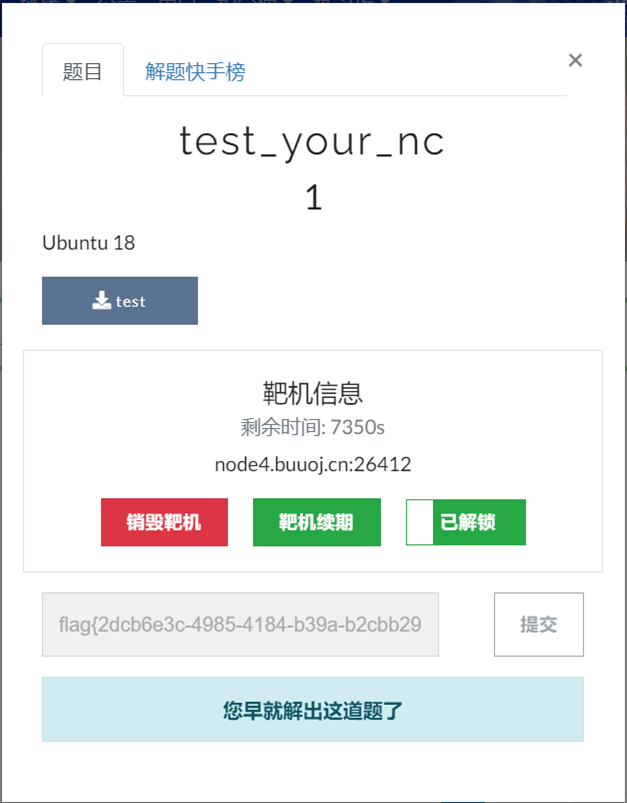 题目 解题快手榜 ×
test_your_nc
1
Ubuntu 18
test
靶机信息
剩余时间: 7350s
node4.buuoj.cn:26412
销毁靶机 靶机续期 已解锁
flag{2dcb6e3c-4985-4184-b39a-b2cbb29 提交
您早就解出这道题了